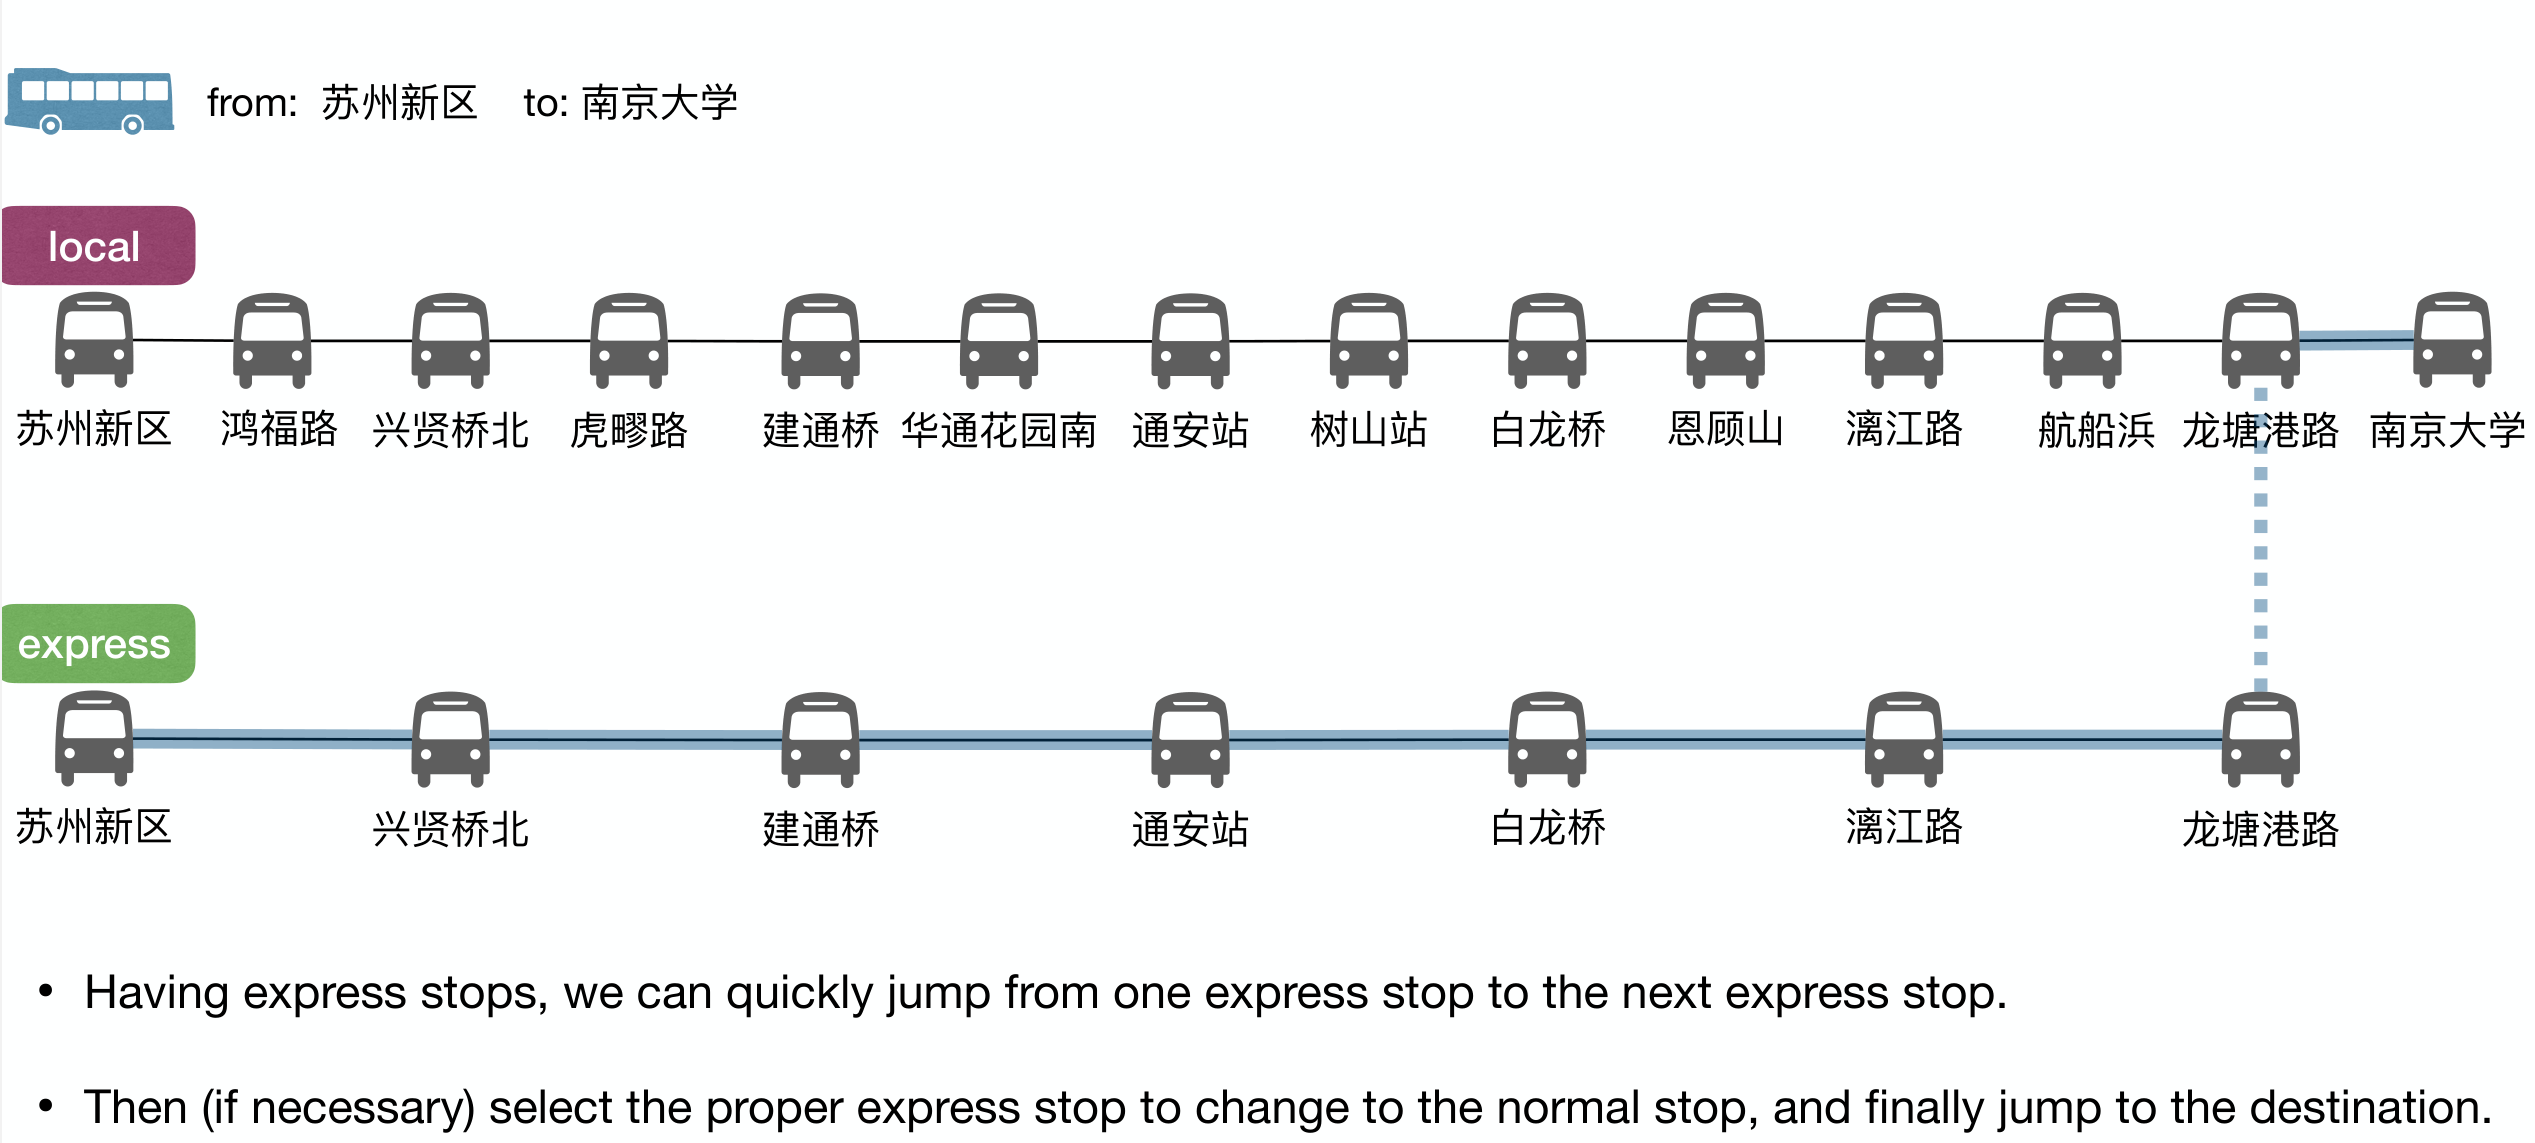 from: 苏州新区 to: 南京大学
local
苏州新区 鸿福路 兴贤桥北 虎疁路 建通桥 华通花园南 通安站 树山站 白龙桥 恩顾山 漓江路 航船浜 龙塘港路 南京大学
express
苏州新区 兴贤桥北 建通桥 通安站 白龙桥 漓江路 龙塘港路
• Having express stops, we can quickly jump from one express stop to the next express stop.
• Then (if necessary) select the proper express stop to change to the normal stop, and finally jump to the destination.